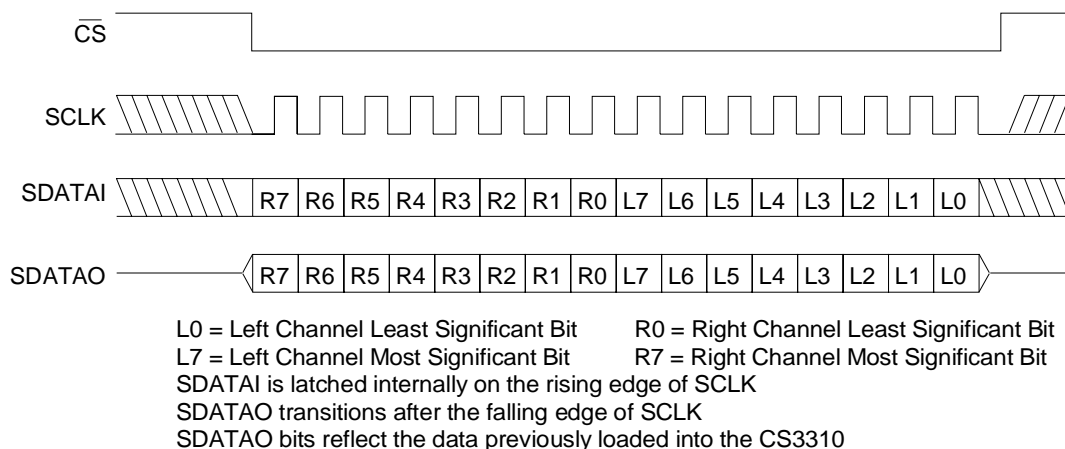 CS
SCLK
SDATAI R7 R6 R5 R4 R3 R2 R1 R0 L7 L6 L5 L4 L3 L2 L1 L0
SDATAO R7 R6 R5 R4 R3 R2 R1 R0 L7 L6 L5 L4 L3 L2 L1 L0
L0 = Left Channel Least Significant Bit R0 = Right Channel Least Significant Bit
L7 = Left Channel Most Significant Bit R7 = Right Channel Most Significant Bit
SDATAI is latched internally on the rising edge of SCLK
SDATAO transitions after the falling edge of SCLK
SDATAO bits reflect the data previously loaded into the CS3310